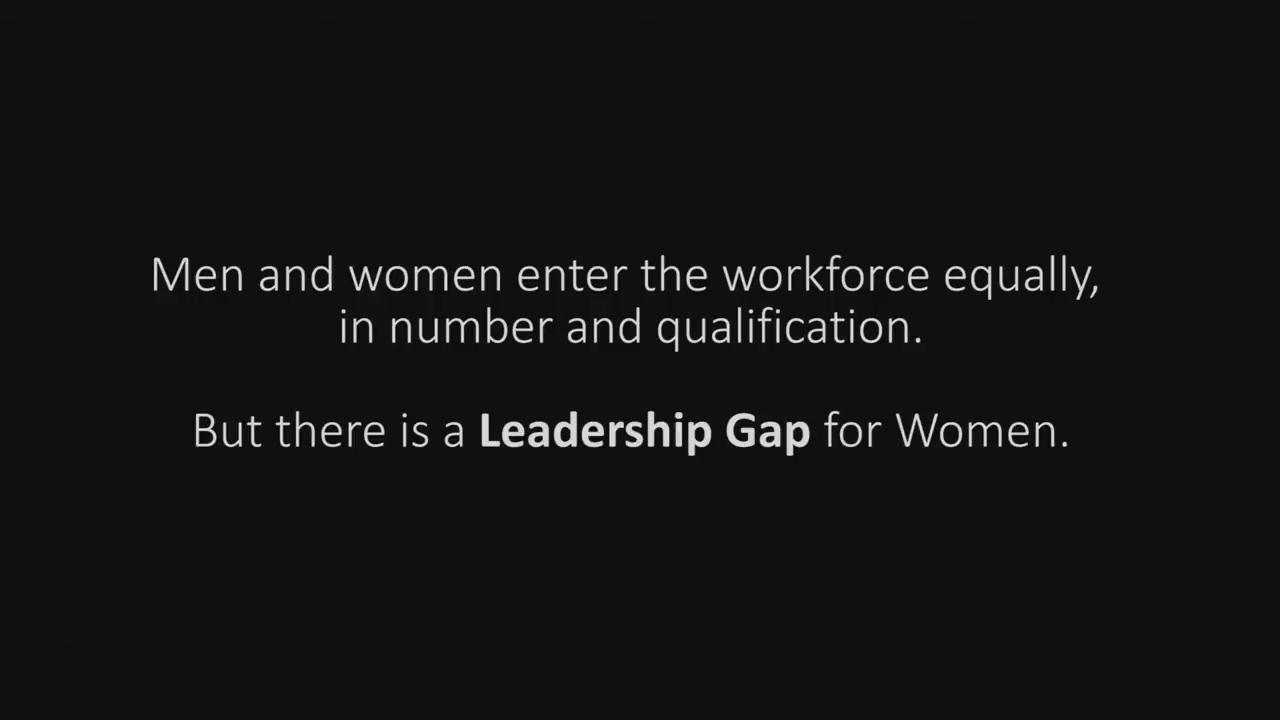 Men and women enter the workforce equally,
in number and qualification.
But there is a Leadership Gap for Women.